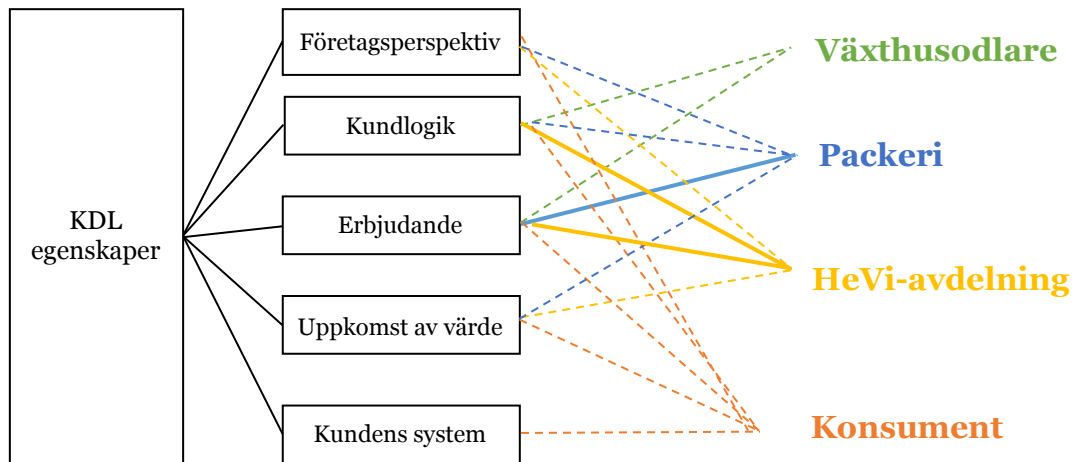 KDL
egenskaper
Företagsperspektiv
Kundlogik
Erbjudande
Uppkomst av värde
Kundens system
Växthusodlare
Packeri
HeVi-avdelning
Konsument